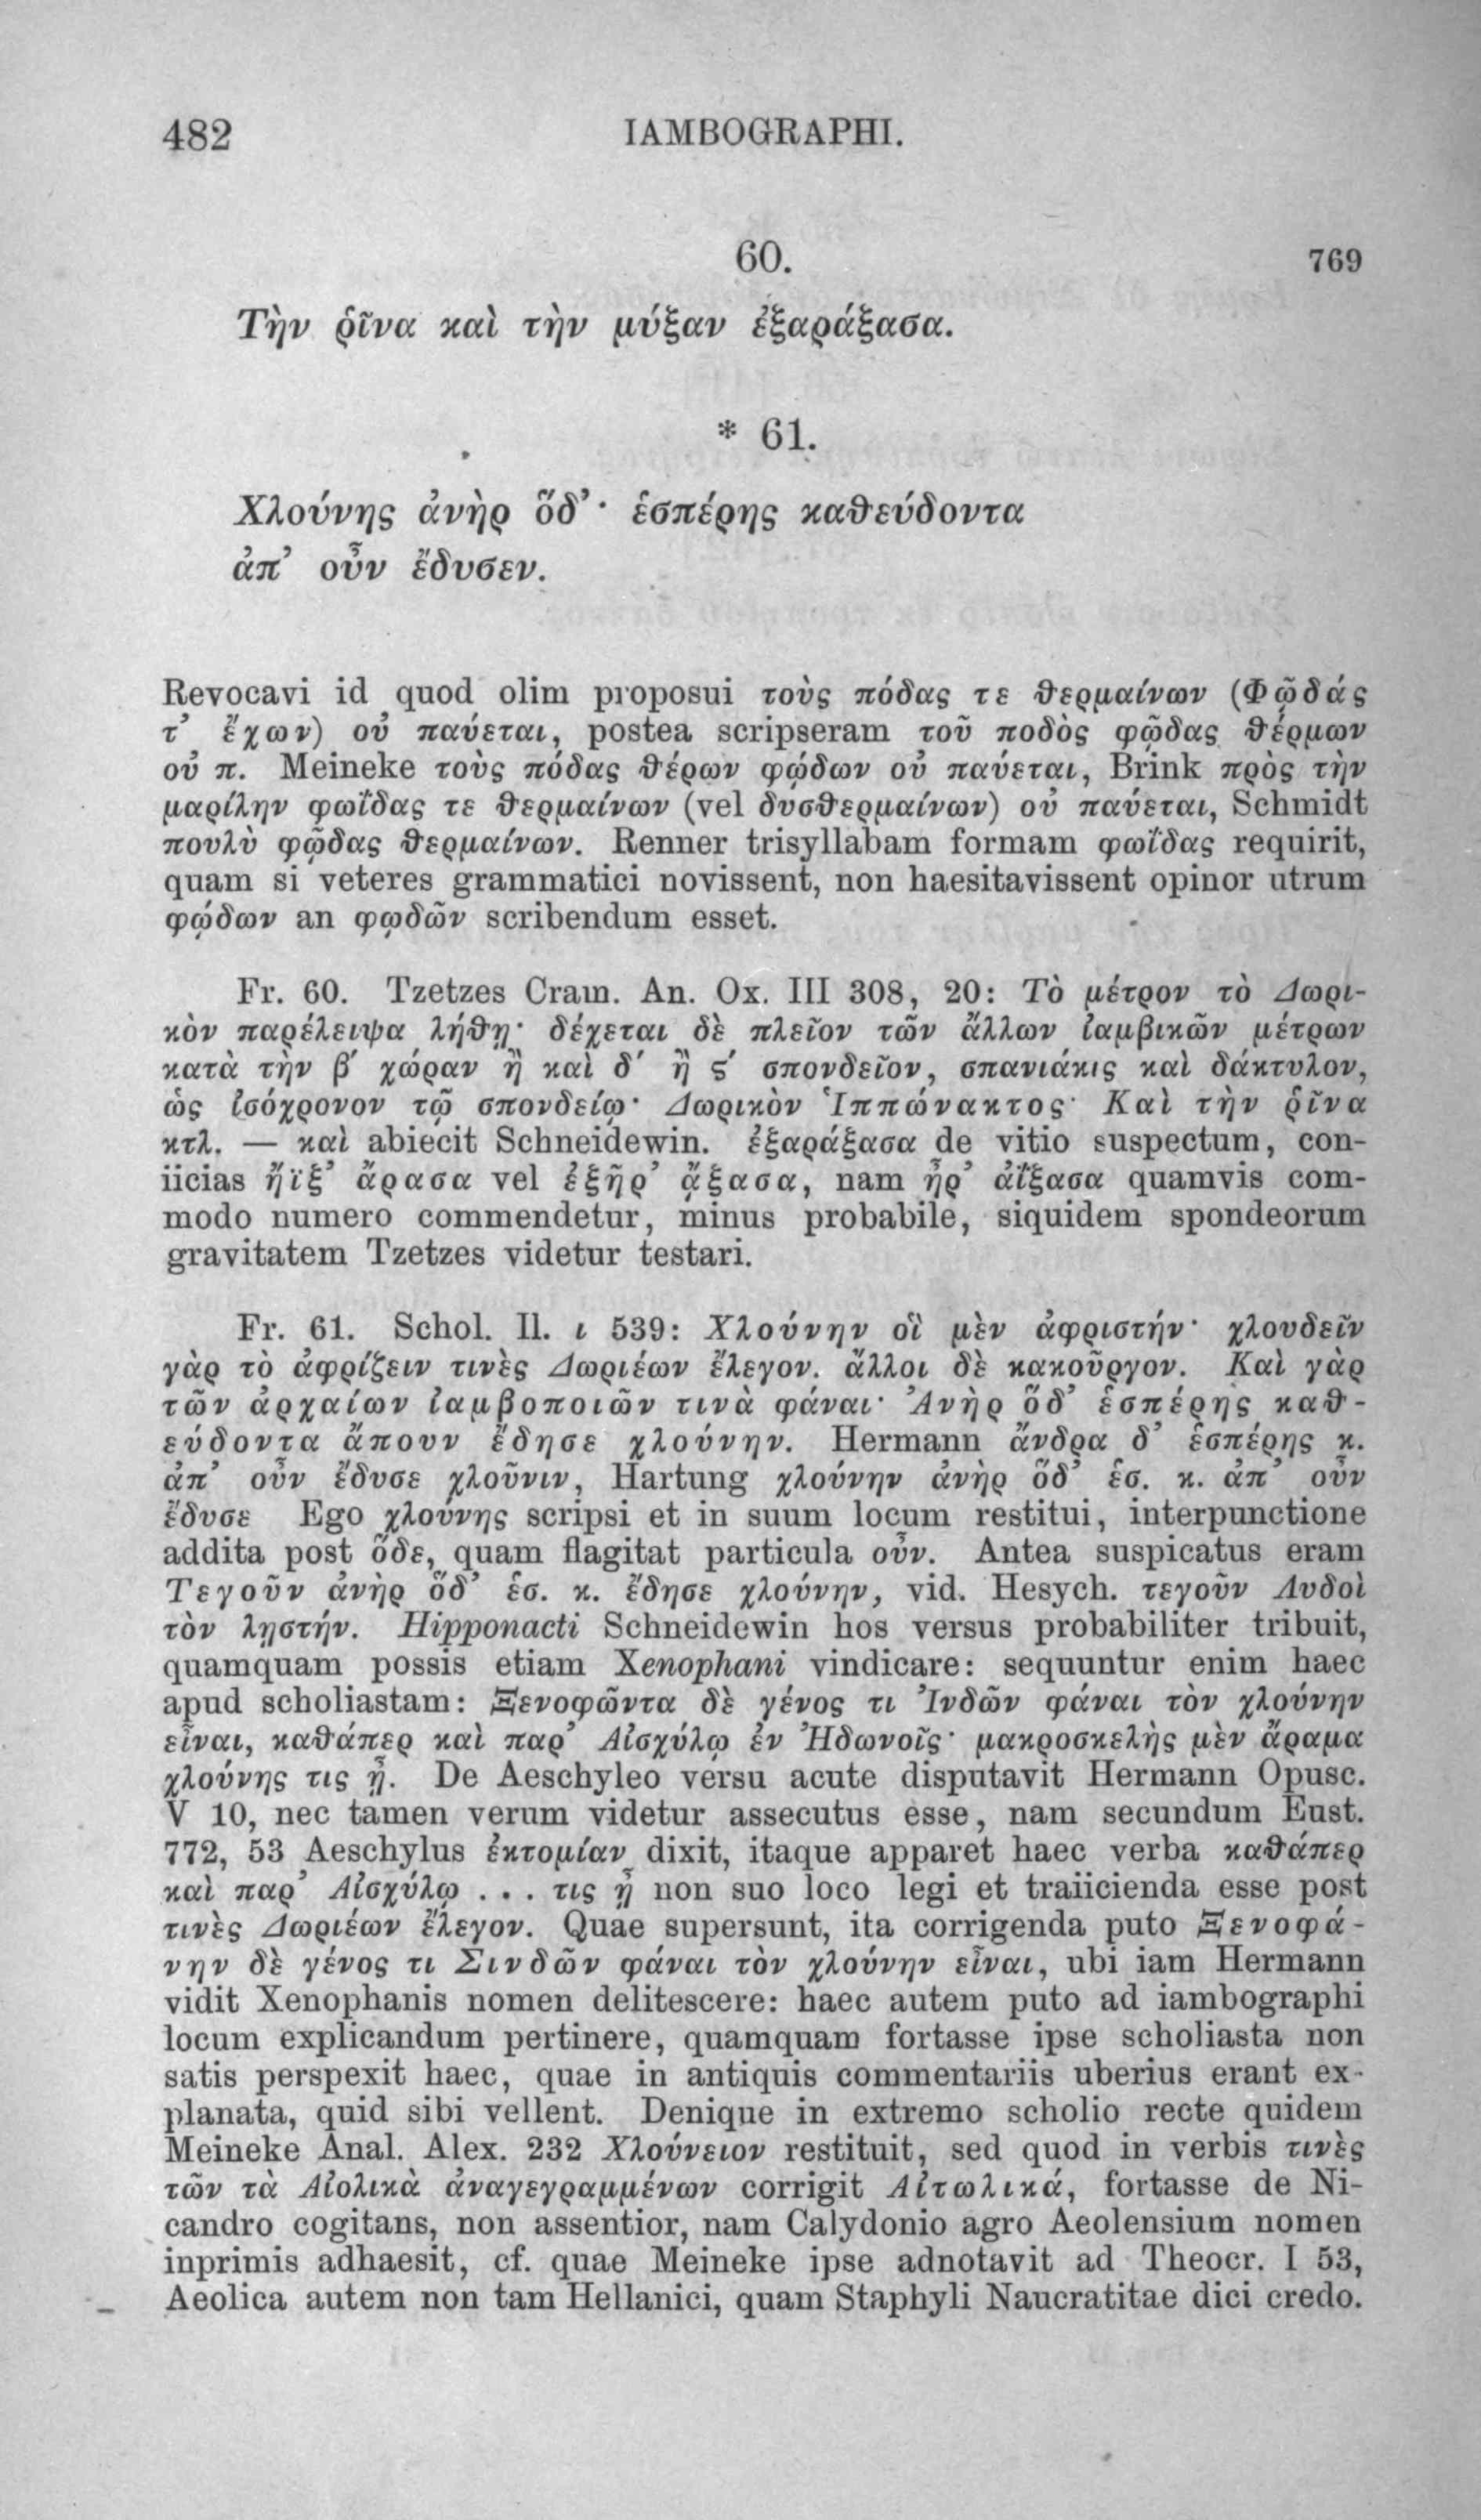 482 IAMBOGRAPHI.
60. 769
Τὴν ῥῖνα καὶ τὴν μύξαν ἐξαράξασα.
* 61.
Χλούνης ἀνὴρ ὅδ’· ἑσπέρης καθεύδοντα
ἀπ’ οὖν ἔδυσεν.
Revocavi id quod olim proposui τοὺς πόδας τε θερμαίνων (Φῷδάς
τ’ ἔχων) οὐ παύεται, postea scripseram τοῦ ποδὸς φῷδας θέρμων
οὐ π. Meineke τοὺς πόδας θέρων φῴδων οὐ παύεται, Brink πρὸς τὴν
μαρίλην φωΐδας τε θερμαίνων (vel δυσθερμαίνων) οὐ παύεται, Schmidt
πουλὺ φῷδας θερμαίνων. Renner trisyllabam formam φωΐδας requirit,
quam si veteres grammatici novissent, non haesitavissent opinor utrum
φῴδων an φῳδῶν scribendum esset.
Fr. 60. Tzetzes Cram. An. Ox. III 308, 20: Τὸ μέτρον τὸ Δωρι-
κὸν παρέλειψα λήθῃ· δέχεται δὲ πλεῖον τῶν ἄλλων ἰαμβικῶν μέτρων
κατὰ τὴν β΄ χώραν ἢ καὶ δ΄ ἢ ϛ΄ σπονδεῖον, σπανιάκις καὶ δάκτυλον,
ὡς ἰσόχρονον τῷ σπονδείῳ· Δωρικὸν Ἱππώνακτος· Καὶ τὴν ῥῖνα
κτλ. — καὶ abiecit Schneidewin. ἐξαράξασα de vitio suspectum, con-
iicias ἤϊξ’ ἄρασα vel ἐξῆρ’ ᾄξασα, nam ἦρ’ ἀΐξασα quamvis com-
modo numero commendetur, minus probabile, siquidem spondeorum
gravitatem Tzetzes videtur testari.
Fr. 61. Schol. Il. ι 539: Χλούνην οἳ μὲν ἀφριστήν· χλουδεῖν
γὰρ τὸ ἀφρίζειν τινὲς Δωριέων ἔλεγον. ἄλλοι δὲ κακοῦργον. Καὶ γὰρ
τῶν ἀρχαίων ἰαμβοποιῶν τινὰ φάναι· Ἀνὴρ ὅδ’ ἑσπέρης καθ-
εύδοντα ἄπουν ἔδησε χλούνην. Hermann ἄνδρα δ’ ἑσπέρης κ.
ἀπ’ οὖν ἔδυσε χλοῦνιν, Hartung χλούνην ἀνὴρ ὅδ’ ἑσ. κ. ἀπ’ οὖν
ἔδυσε Ego χλούνης scripsi et in suum locum restitui, interpunctione
addita post ὅδε, quam flagitat particula οὖν. Antea suspicatus eram
Τεγοῦν ἀνὴρ ὅδ’ ἑσ. κ. ἔδησε χλούνην, vid. Hesych. τεγοῦν Λυδοὶ
τὸν λῃστήν. Hipponacti Schneidewin hos versus probabiliter tribuit,
quamquam possis etiam Xenophani vindicare: sequuntur enim haec
apud scholiastam: Ξενοφῶντα δὲ γένος τι Ἰνδῶν φάναι τὸν χλούνην
εἶναι, καθάπερ καὶ παρ’ Αἰσχύλῳ ἐν Ἠδωνοῖς· μακροσκελὴς μὲν ἄραμα
χλούνης τις ᾖ. De Aeschyleo versu acute disputavit Hermann Opusc.
V 10, nec tamen verum videtur assecutus esse, nam secundum Eust.
772, 53 Aeschylus ἐκτομίαν dixit, itaque apparet haec verba καθάπερ
καὶ παρ’ Αἰσχύλῳ . . . τις ᾖ non suo loco legi et traiicienda esse post
τινὲς Δωριέων ἔλεγον. Quae supersunt, ita corrigenda puto Ξενοφά-
νην δὲ γένος τι Σινδῶν φάναι τὸν χλούνην εἶναι, ubi iam Hermann
vidit Xenophanis nomen delitescere: haec autem puto ad iambographi
locum explicandum pertinere, quamquam fortasse ipse scholiasta non
satis perspexit haec, quae in antiquis commentariis uberius erant ex-
planata, quid sibi vellent. Denique in extremo scholio recte quidem
Meineke Anal. Alex. 232 Χλούνειον restituit, sed quod in verbis τινὲς
τῶν τὰ Αἰολικὰ ἀναγεγραμμένων corrigit Αἰτωλικά, fortasse de Ni-
candro cogitans, non assentior, nam Calydonio agro Aeolensium nomen
inprimis adhaesit, cf. quae Meineke ipse adnotavit ad Theocr. I 53,
Aeolica autem non tam Hellanici, quam Staphyli Naucratitae dici credo.